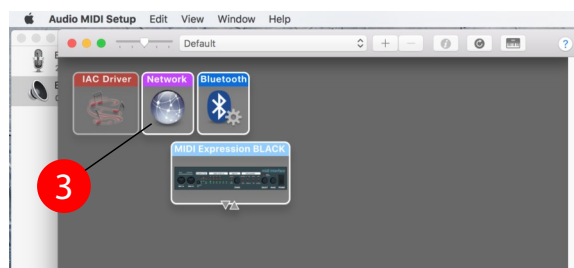 Audio MIDI Setup Edit View Window Help
Default
?
IAC Driver
Network
Bluetooth
3
MIDI Expression BLACK